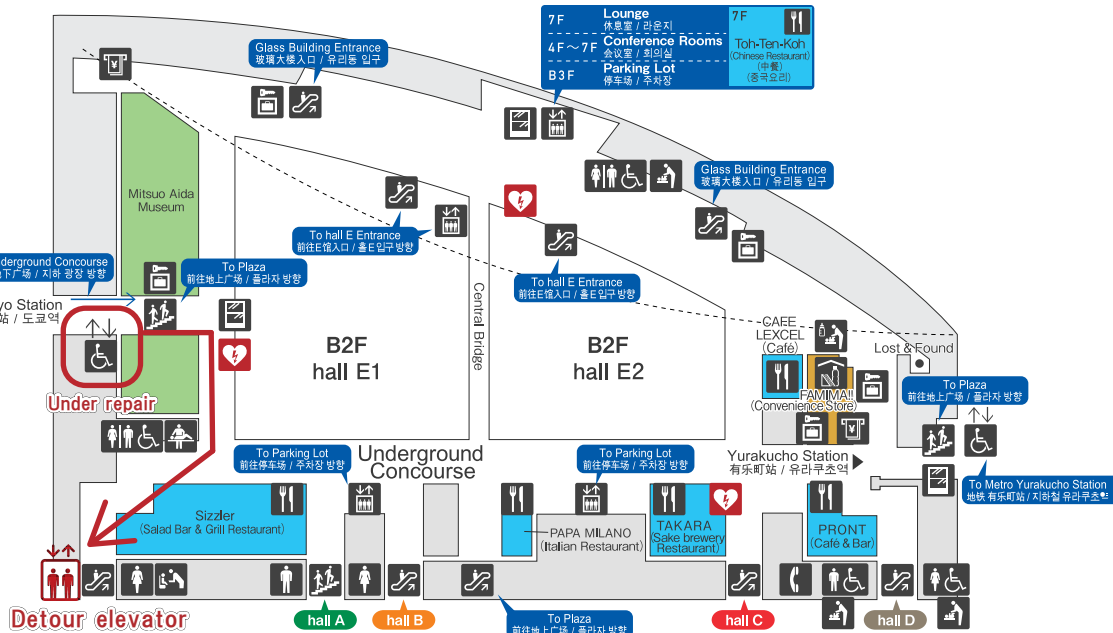 7F Lounge
休息室 / 라운지
4F～7F Conference Rooms
会议室 / 회의실
B3F Parking Lot
停车场 / 주차장
7F
Toh-Ten-Koh
(Chinese Restaurant)
(中餐)
(중국요리)
Glass Building Entrance
玻璃大楼入口 / 유리동 입구
Glass Building Entrance
玻璃大楼入口 / 유리동 입구
Mitsuo Aida
Museum
To hall E Entrance
前往E馆入口 / 홀E입구 방향
To hall E Entrance
前往E馆入口 / 홀E입구 방향
derground Concourse
下广场 / 지하 광장 방향
To Plaza
前往地上广场 / 플라자 방향
yo Station
站 / 도쿄역
Central Bridge
B2F
hall E1
B2F
hall E2
CAFE
LEXCEL
(Café)
Lost & Found
FAMIMA!!
(Convenience Store)
To Plaza
前往地上广场 / 플라자 방향
Under repair
To Parking Lot
前往停车场 / 주차장 방향
Underground
Concourse
To Parking Lot
前往停车场 / 주차장 방향
Yurakucho Station
有乐町站 / 유라쿠초역
To Metro Yurakucho Station
地铁 有乐町站 / 지하철 유라쿠초
Sizzler
(Salad Bar & Grill Restaurant)
PAPA MILANO
(Italian Restaurant)
TAKARA
(Sake brewery
Restaurant)
PRONT
(Café & Bar)
Detour elevator
hall A
hall B
To Plaza
前往地上广场 / 플라자 방향
hall C
hall D